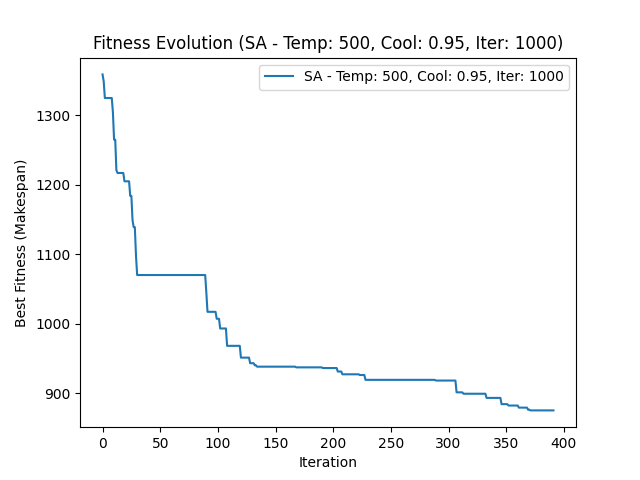 Fitness Evolution (SA - Temp: 500, Cool: 0.95, Iter: 1000)
SA - Temp: 500, Cool: 0.95, Iter: 1000
Best Fitness (Makespan)
1300
1200
1100
1000
900
0 50 100 150 200 250 300 350 400
Iteration